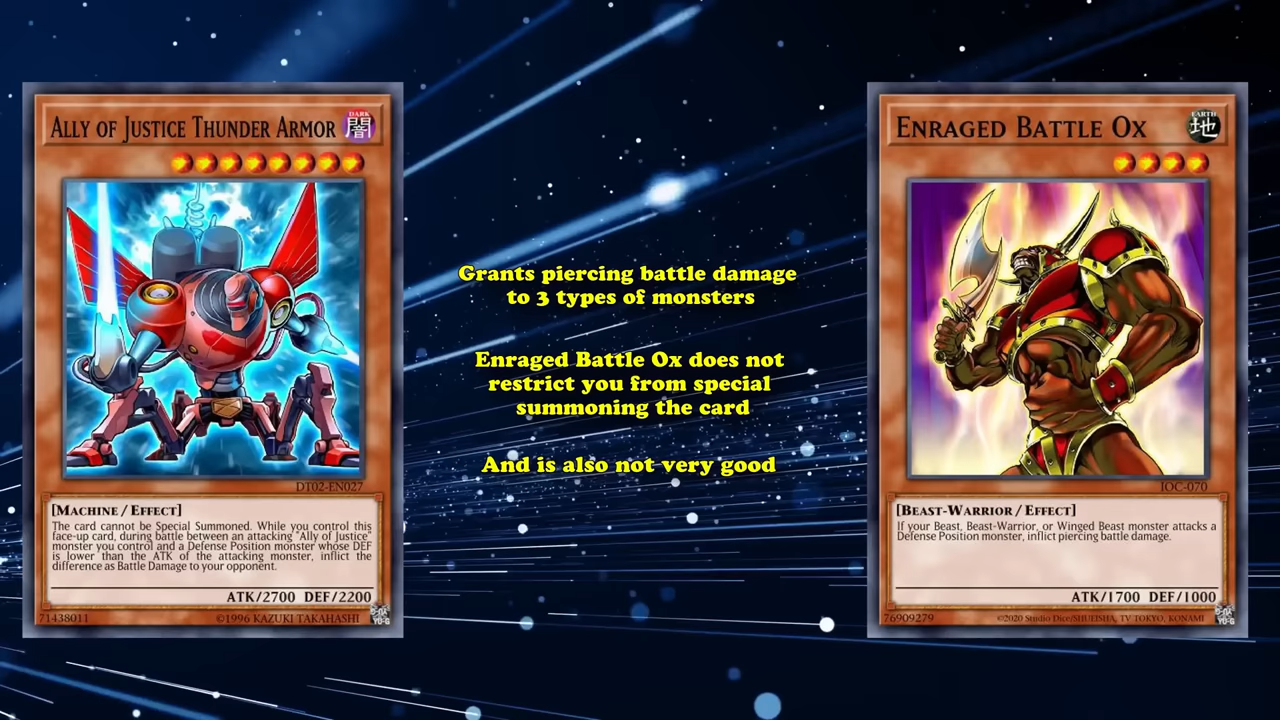 ALLY OF JUSTICE THUNDER ARMOR
DARK
闇
DT02-EN027
[MACHINE / EFFECT]
The card cannot be Special Summoned. While you control this
face-up card, during battle between an attacking "Ally of Justice"
monster you control and a Defense Position monster whose DEF
is lower than the ATK of the attacking monster, inflict the
difference as Battle Damage to your opponent.
ATK/2700 DEF/2200
71438011
©1996 KAZUKI TAKAHASHI
Grants piercing battle damage
to 3 types of monsters
Enraged Battle Ox does not
restrict you from special
summoning the card
And is also not very good
ENRAGED BATTLE OX
EARTH
地
IOC-070
[BEAST-WARRIOR / EFFECT]
If your Beast, Beast-Warrior, or Winged Beast monster attacks a
Defense Position monster, inflict piercing battle damage.
ATK/1700 DEF/1000
76909279
©2020 Studio Dice/SHUEISHA, TV TOKYO, KONAMI